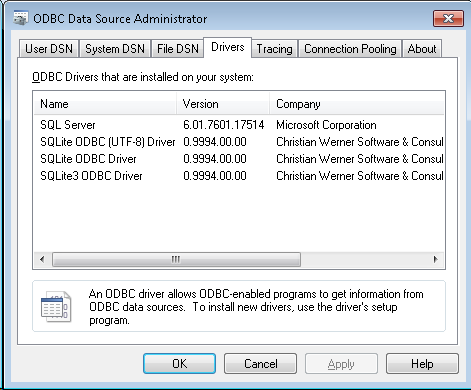 ODBC Data Source Administrator
User DSN System DSN File DSN Drivers Tracing Connection Pooling About
ODBC Drivers that are installed on your system:
Name Version Company
SQL Server 6.01.7601.17514 Microsoft Corporation
SQLite ODBC (UTF-8) Driver 0.9994.00.00 Christian Werner Software & Consul
SQLite ODBC Driver 0.9994.00.00 Christian Werner Software & Consul
SQLite3 ODBC Driver 0.9994.00.00 Christian Werner Software & Consul
An ODBC driver allows ODBC-enabled programs to get information from
ODBC data sources. To install new drivers, use the driver's setup
program.
OK Cancel Apply Help